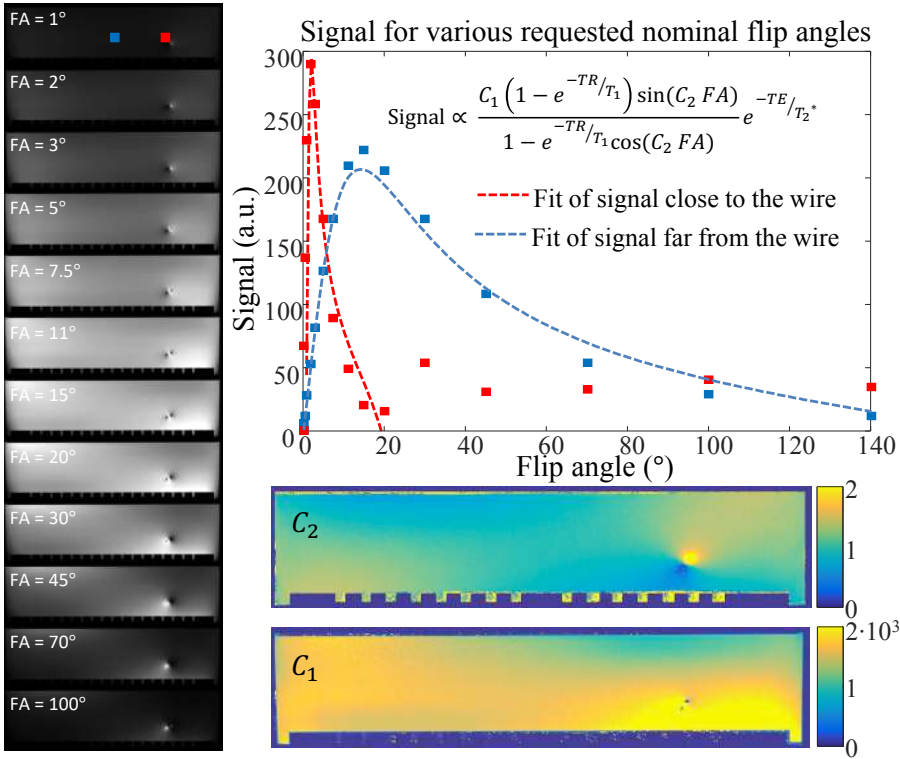 FA = 1°
FA = 2°
FA = 3°
FA = 5°
FA = 7.5°
FA = 11°
FA = 15°
FA = 20°
FA = 30°
FA = 45°
FA = 70°
FA = 100°
Signal for various requested nominal flip angles
300
250
200
150
100
50
0
Signal (a.u.)
Signal ∝ C₁ (1 − e^(−TR/T₁)) sin(C₂ FA) / (1 − e^(−TR/T₁) cos(C₂ FA)) e^(−TE/T₂*)
Fit of signal close to the wire
Fit of signal far from the wire
0 20 40 60 80 100 120 140
Flip angle (°)
C₂
2
1
0
C₁
2·10³
1
0